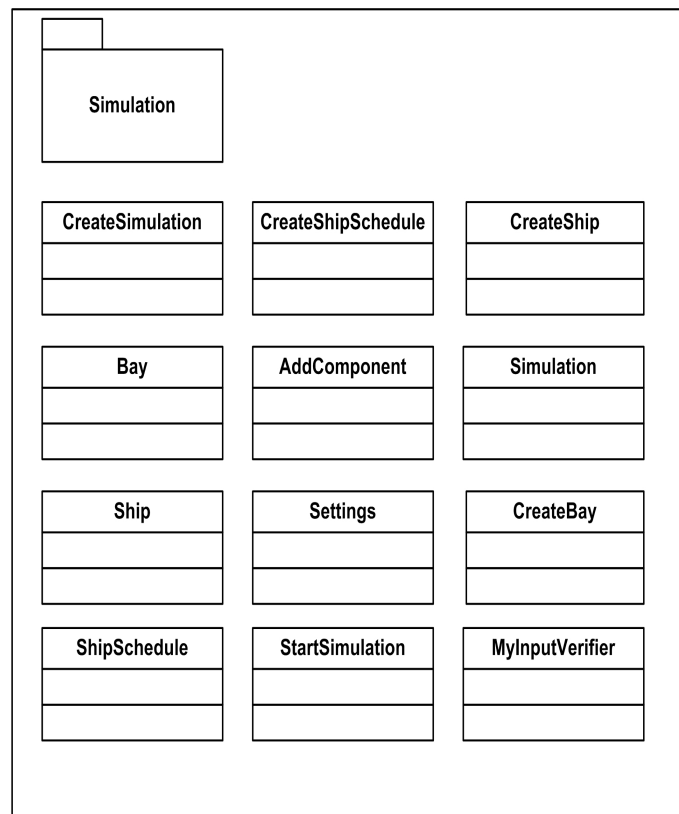 Simulation
CreateSimulation
CreateShipSchedule
CreateShip
Bay
AddComponent
Simulation
Ship
Settings
CreateBay
ShipSchedule
StartSimulation
MyInputVerifier